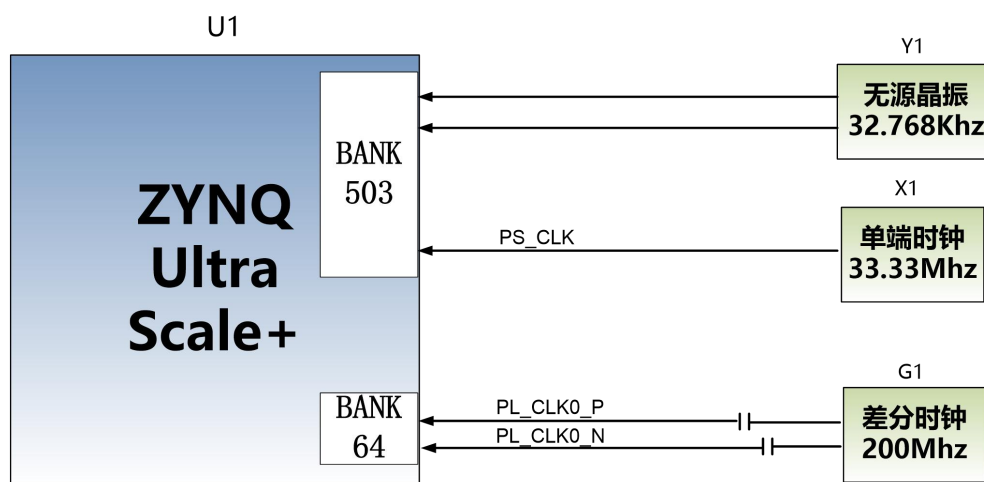 U1
Y1
无源晶振
32.768Khz
BANK
503
X1
PS_CLK
单端时钟
33.33Mhz
ZYNQ
Ultra
Scale+
G1
BANK
64
PL_CLK0_P
PL_CLK0_N
差分时钟
200Mhz